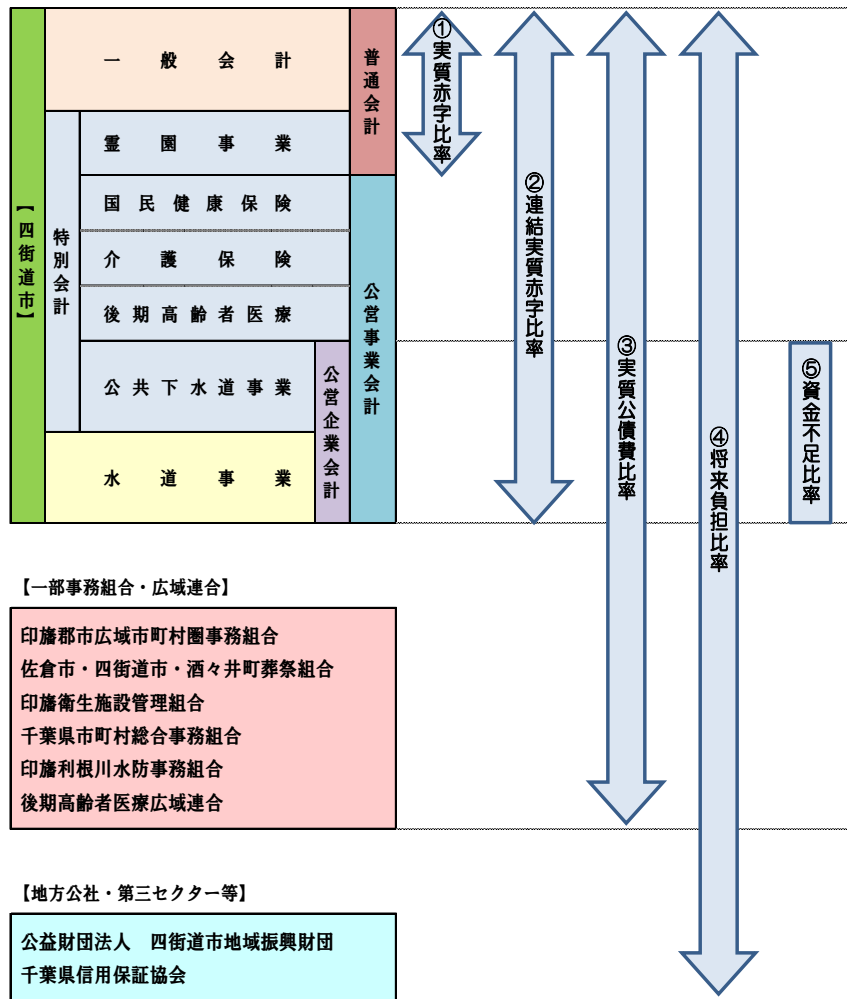 【四街道市】
一般会計
普通会計
特別会計
霊園事業
国民健康保険
介護保険
後期高齢者医療
公共下水道事業
水道事業
公営企業会計
公営事業会計
①実質赤字比率
②連結実質赤字比率
③実質公債費比率
④将来負担比率
⑤資金不足比率
【一部事務組合・広域連合】
印旛郡市広域市町村圏事務組合
佐倉市・四街道市・酒々井町葬祭組合
印旛衛生施設管理組合
千葉県市町村総合事務組合
印旛利根川水防事務組合
後期高齢者医療広域連合
【地方公社・第三セクター等】
公益財団法人　四街道市地域振興財団
千葉県信用保証協会